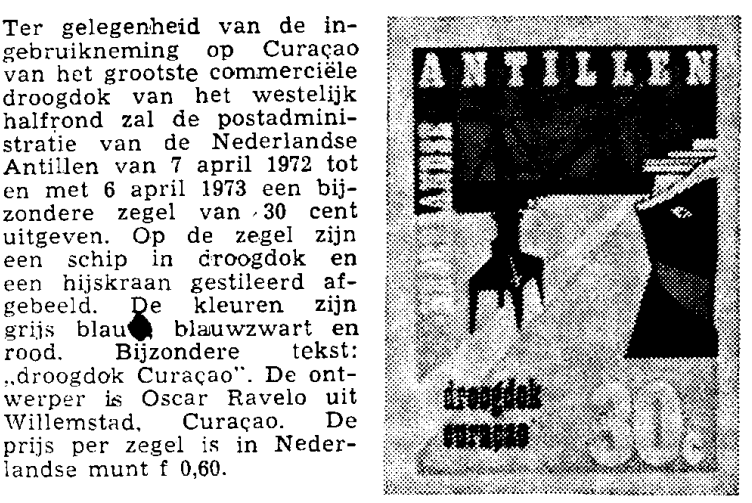 Ter gelegenheid van de in-
gebruikneming op Curaçao
van het grootste commerciële
droogdok van het westelijk
halfrond zal de postadmini-
stratie van de Nederlandse
Antillen van 7 april 1972 tot
en met 6 april 1973 een bij-
zondere zegel van 30 cent
uitgeven. Op de zegel zijn
een schip in droogdok en
een hijskraan gestileerd af-
gebeeld. De kleuren zijn
grijs blauw blauwzwart en
rood. Bijzondere tekst:
„droogdok Curaçao”. De ont-
werper is Oscar Ravelo uit
Willemstad, Curaçao. De
prijs per zegel is in Neder-
landse munt f 0,60.
ANTILLEN
droogdok
curaçao
30c